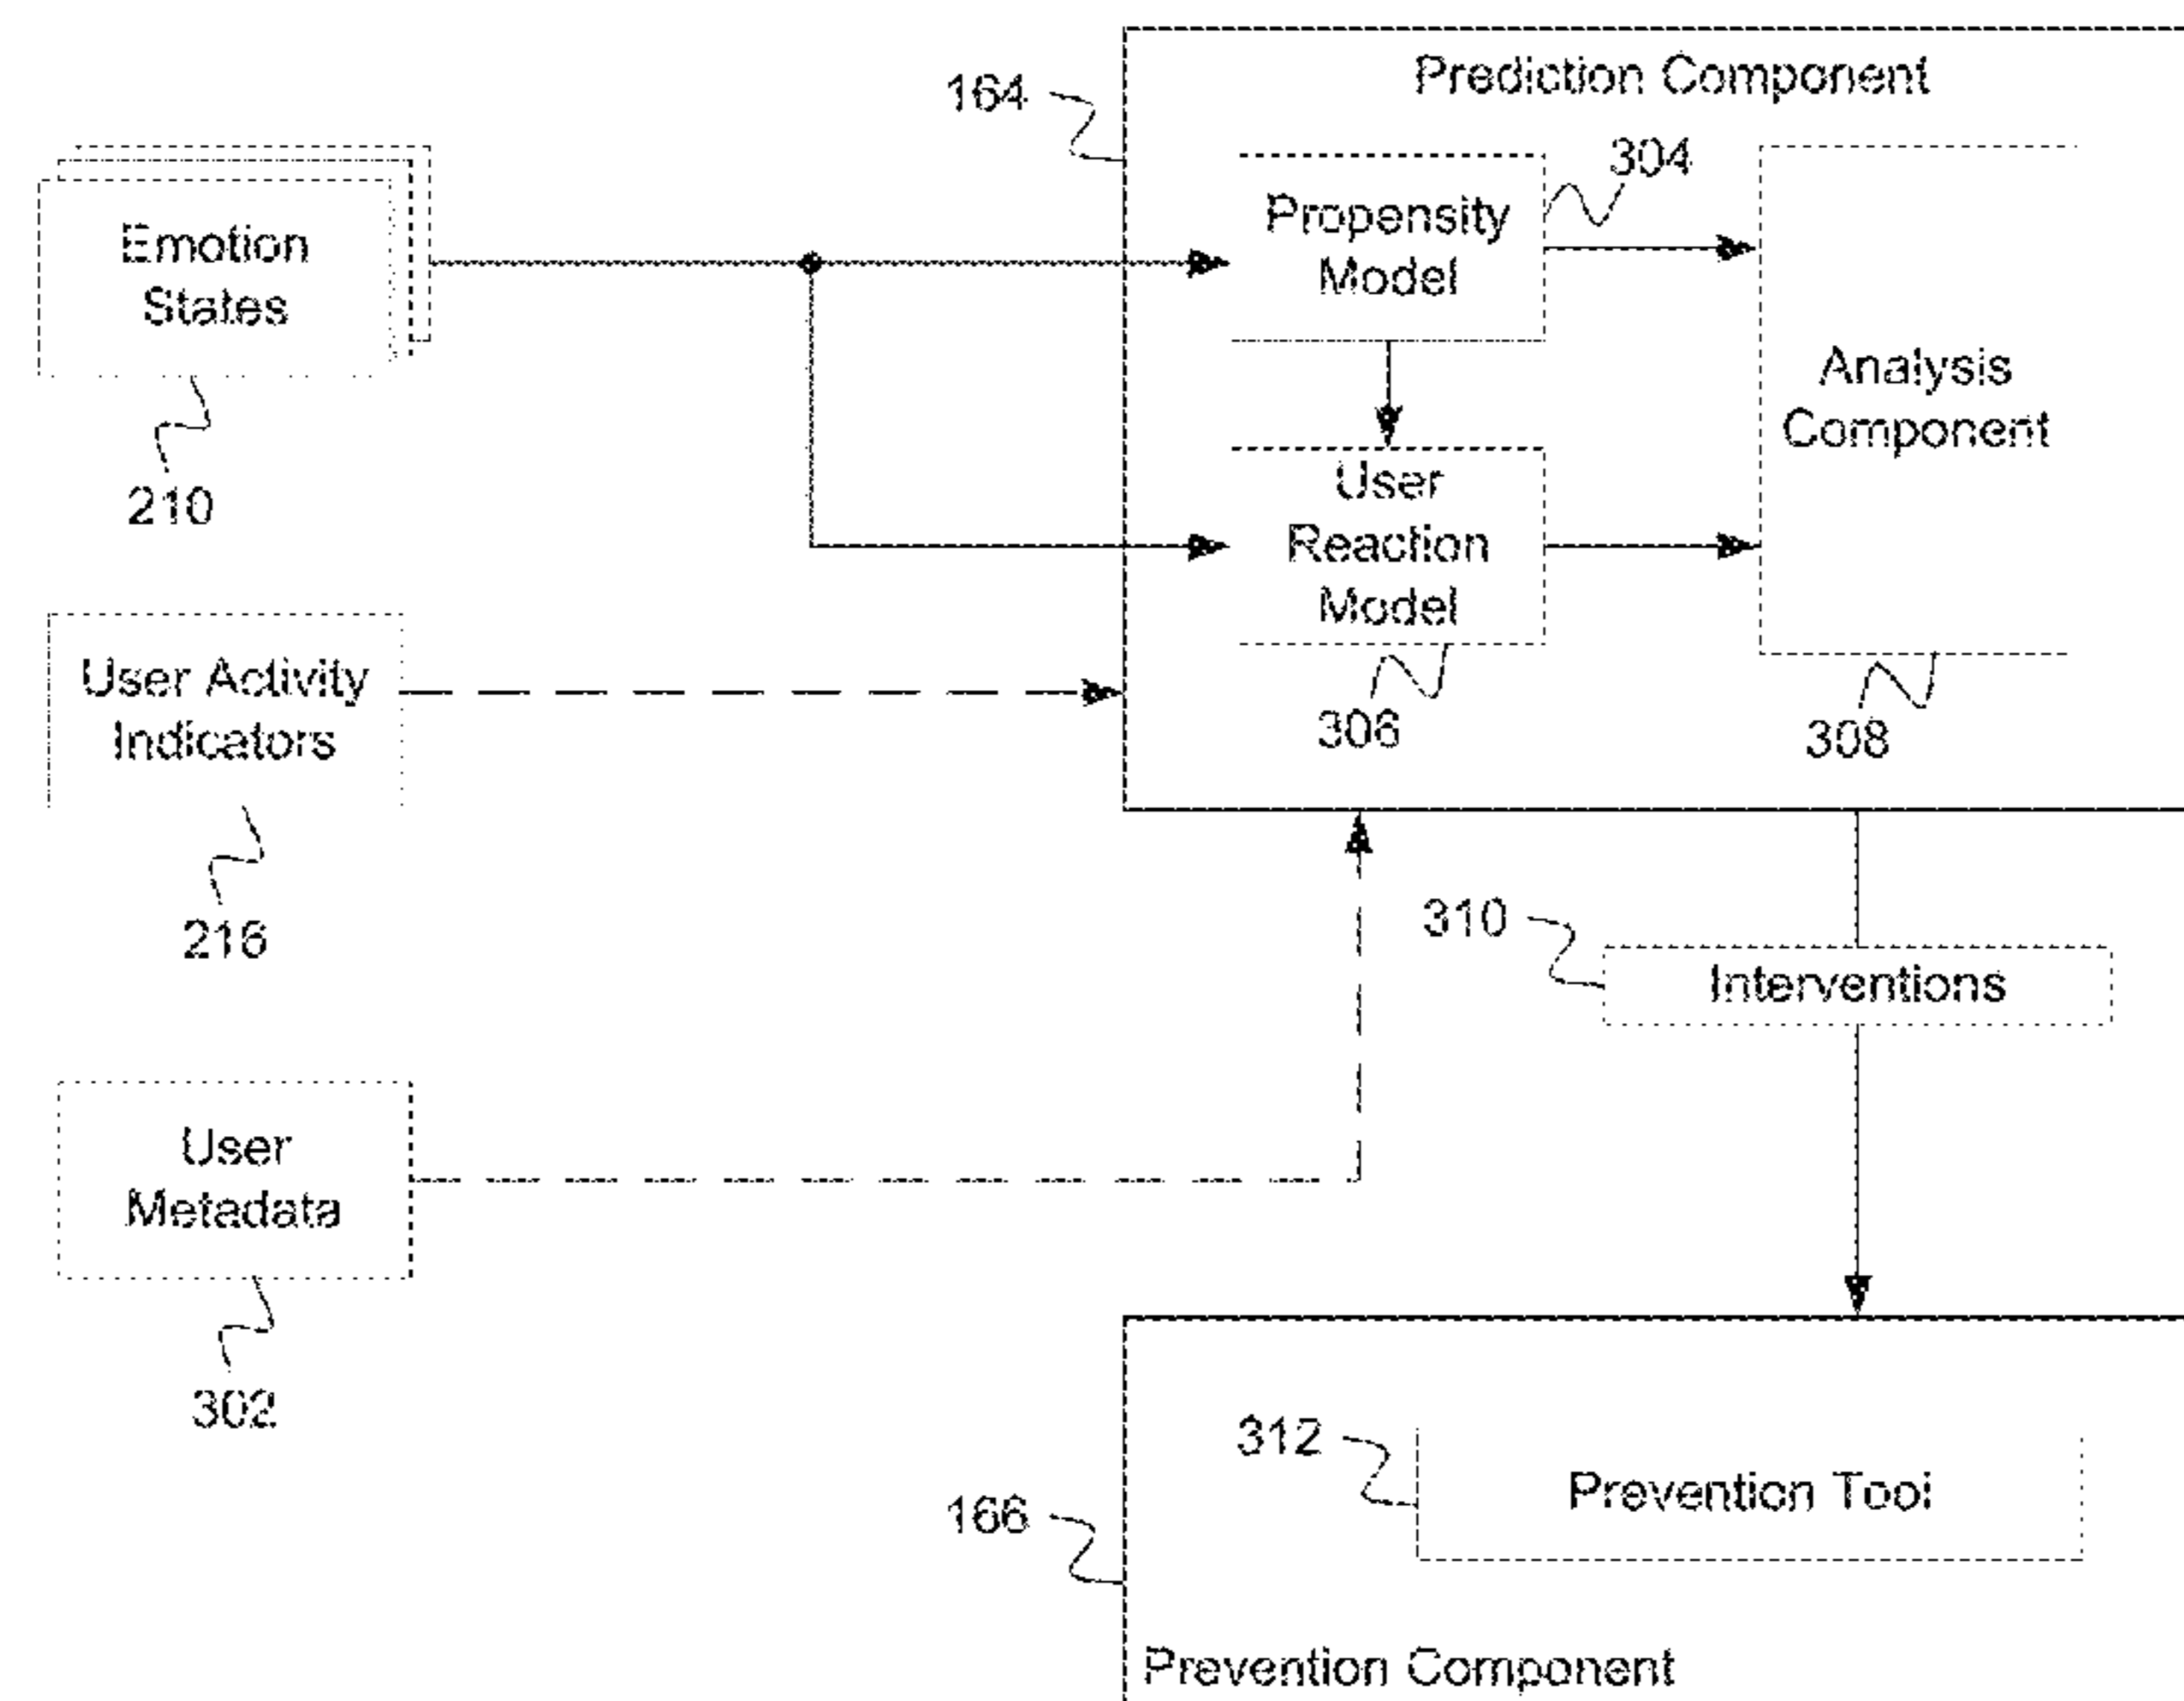 Prediction Component
164
304
Propensity
Model
Emotion
States
Analysis
Component
210
User
Reaction
Model
User Activity
Indicators
306
308
216
310
Interventions
User
Metadata
302
312
Prevention Tool
166
Prevention Component